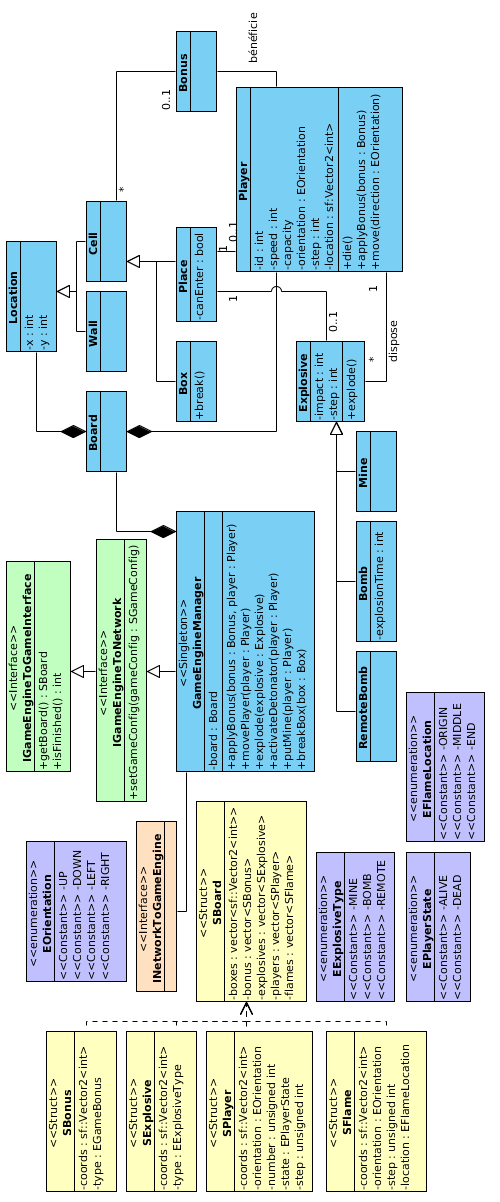 <<Struct>>
SBonus
-coords : sf::Vector2<int>
-type : EGameBonus
<<Struct>>
SExplosive
-coords : sf::Vector2<int>
-type : EExplosiveType
<<Struct>>
SPlayer
-coords : sf::Vector2<int>
-orientation : EOrientation
-number : unsigned int
-state : EPlayerState
-step : unsigned int
<<Struct>>
SFlame
-coords : sf::Vector2<int>
-orientation : EOrientation
-step : unsigned int
-location : EFlameLocation
<<enumeration>>
EOrientation
<<Constant>> -UP
<<Constant>> -DOWN
<<Constant>> -LEFT
<<Constant>> -RIGHT
<<Interface>>
INetworkToGameEngine
<<Struct>>
SBoard
-boxes : vector<sf::Vector2<int>>
-bonus : vector<SBonus>
-explosives : vector<SExplosive>
-players : vector<SPlayer>
-flames : vector<SFlame>
<<enumeration>>
EExplosiveType
<<Constant>> -MINE
<<Constant>> -BOMB
<<Constant>> -REMOTE
<<enumeration>>
EPlayerState
<<Constant>> -ALIVE
<<Constant>> -DEAD
<<enumeration>>
EFlameLocation
<<Constant>> -ORIGIN
<<Constant>> -MIDDLE
<<Constant>> -END
<<Interface>>
IGameEngineToGameInterface
+getBoard() : SBoard
+isFinished() : int
<<Interface>>
IGameEngineToNetwork
+setGameConfig(gameConfig : SGameConfig)
<<Singleton>>
GameEngineManager
-board : Board
+applyBonus(bonus : Bonus, player : Player)
+movePlayer(player : Player)
+explode(explosive : Explosive)
+activateDetonator(player : Player)
+putMine(player : Player)
+breakBox(box : Box)
RemoteBomb
Bomb
-explosionTime : int
Mine
Location
-x : int
-y : int
Board
Wall
Cell
*
Box
+break()
Place
-canEnter : bool
Bonus
0..1
1
0..1
1
bénéficie
Player
-id : int
-speed : int
-capacity
-orientation : EOrientation
-step : int
-location : sf:Vector2<int>
+die()
+applyBonus(bonus : Bonus)
+move(direction : EOrientation)
Explosive
-impact : int
-step : int
+explode()
0..1
*
1
dispose